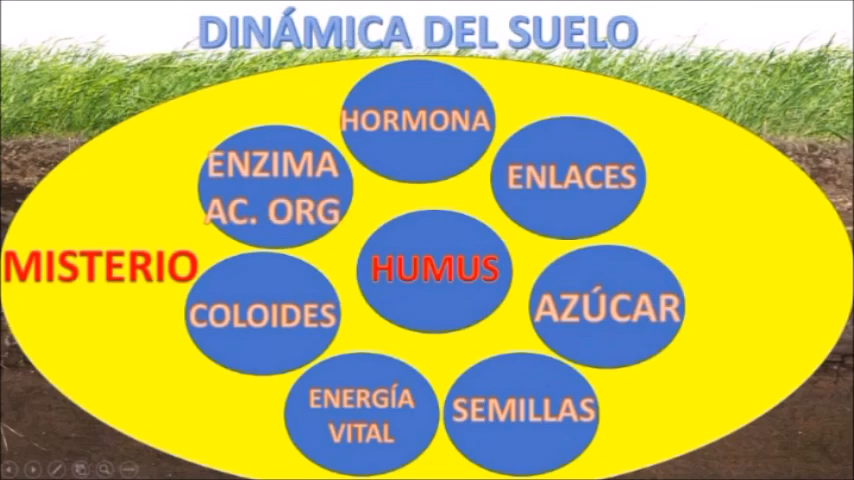 DINÁMICA DEL SUELO
HORMONA
ENZIMA
AC. ORG
ENLACES
MISTERIO
HUMUS
COLOIDES
AZÚCAR
ENERGÍA
VITAL
SEMILLAS